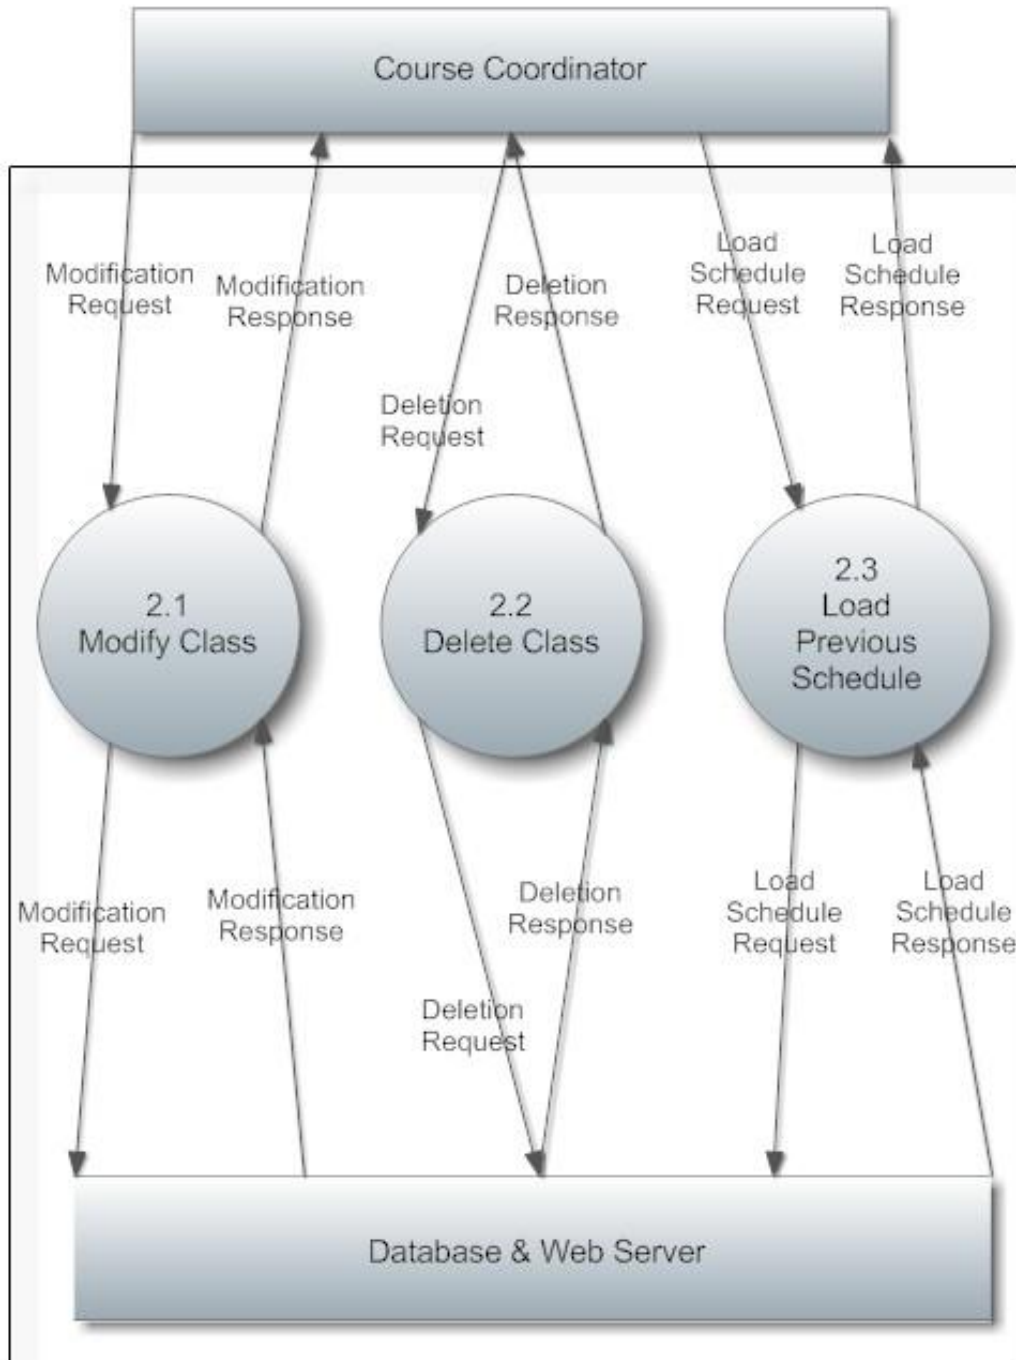 Course Coordinator
Modification
Request
Modification
Response
Deletion
Response
Load
Schedule
Request
Load
Schedule
Response
Deletion
Request
2.1
Modify Class
2.2
Delete Class
2.3
Load
Previous
Schedule
Modification
Request
Modification
Response
Deletion
Response
Load
Schedule
Request
Load
Schedule
Response
Deletion
Request
Database & Web Server